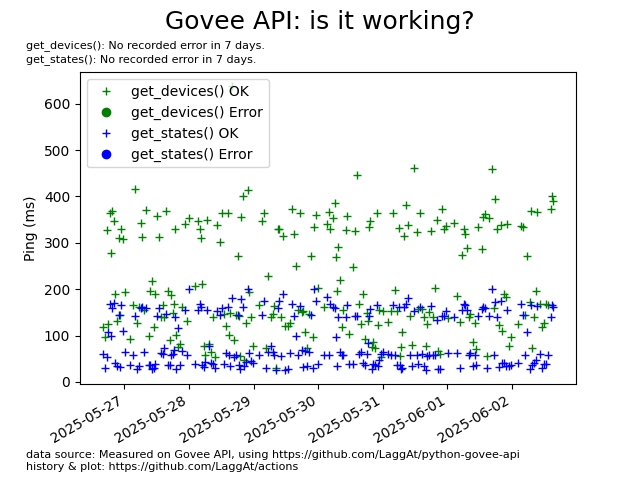 Govee API: is it working?
get_devices(): No recorded error in 7 days.
get_states(): No recorded error in 7 days.
get_devices() OK
get_devices() Error
get_states() OK
get_states() Error
Ping (ms)
600
500
400
300
200
100
0
2025-05-27
2025-05-28
2025-05-29
2025-05-30
2025-05-31
2025-06-01
2025-06-02
data source: Measured on Govee API, using https://github.com/LaggAt/python-govee-api
history & plot: https://github.com/LaggAt/actions